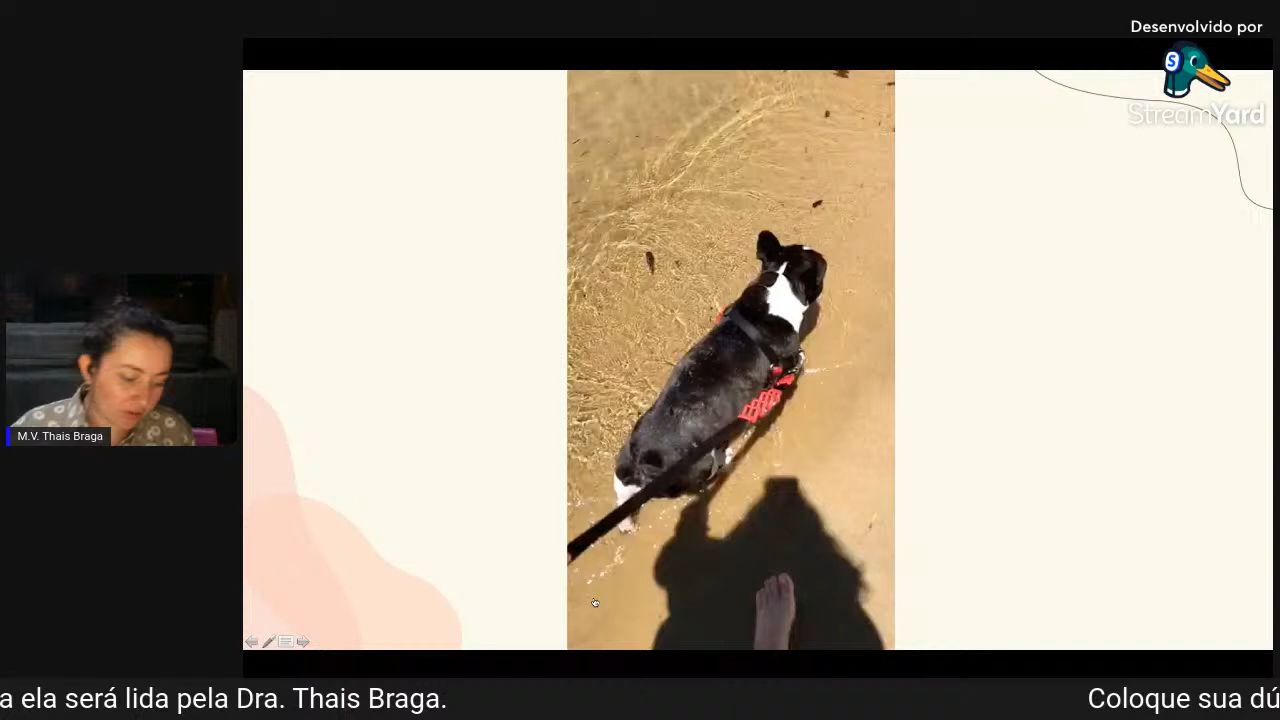 Desenvolvido por
StreamYard
M.V. Thais Braga
a ela será lida pela Dra. Thais Braga.
Coloque sua dú